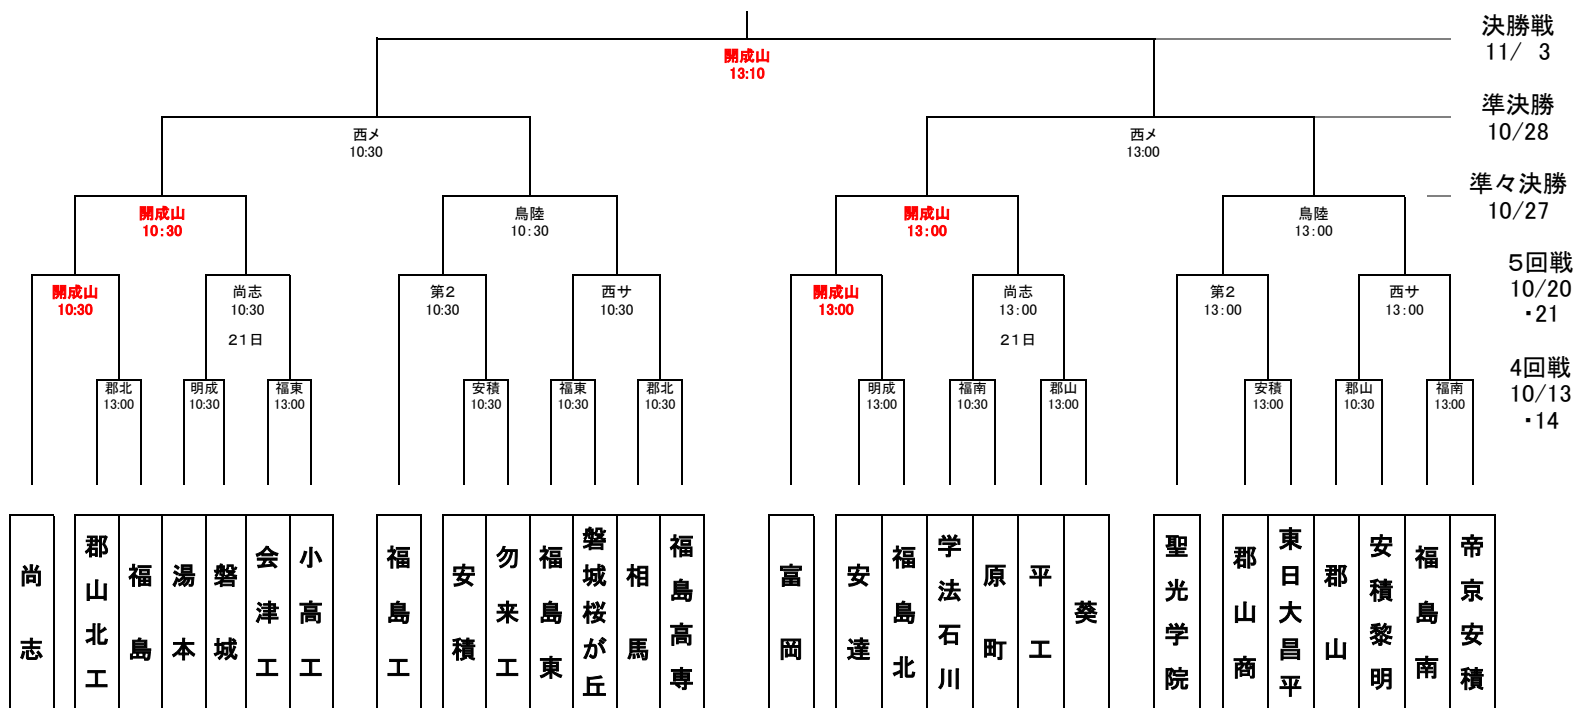 決勝戦
11/ 3
開成山
13:10
準決勝
10/28
西メ
10:30
西メ
13:00
準々決勝
10/27
開成山
10:30
鳥陸
10:30
開成山
13:00
鳥陸
13:00
5回戦
10/20
・21
開成山
10:30
尚志
10:30
21日
第2
10:30
西サ
10:30
開成山
13:00
尚志
13:00
21日
第2
13:00
西サ
13:00
4回戦
10/13
・14
郡北
13:00
明成
10:30
福東
13:00
安積
10:30
福東
10:30
郡北
10:30
明成
13:00
福南
10:30
郡山
13:00
安積
13:00
郡山
10:30
福南
13:00
尚志
郡山北工
福島
湯本
磐城
会津工
小高工
福島工
安積
勿来工
福島東
磐城桜が丘
相馬
福島高専
富岡
安達
福島北
学法石川
原町
平工
葵
聖光学院
郡山商
東日大昌平
郡山
安積黎明
福島南
帝京安積